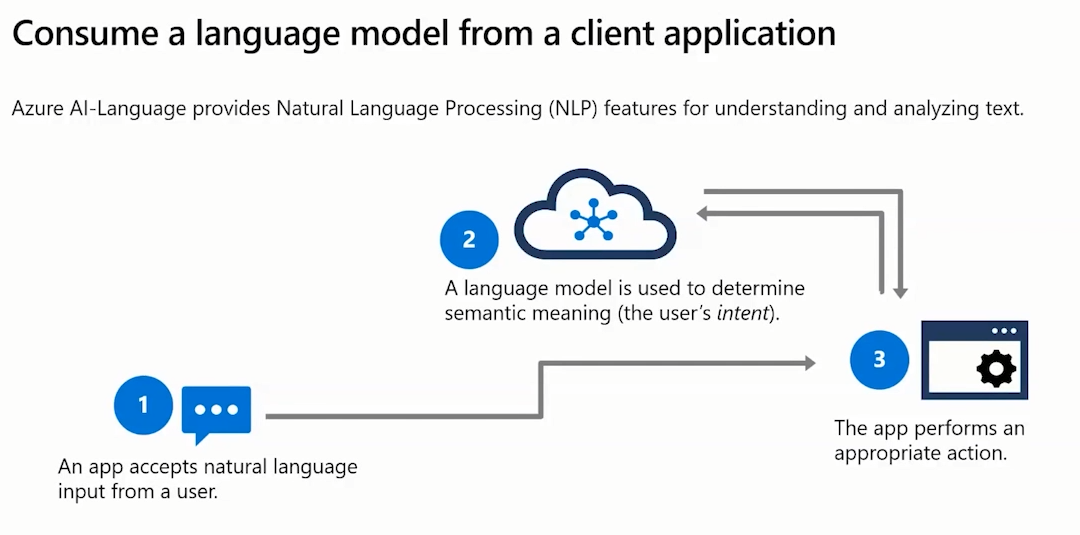 Consume a language model from a client application
Azure AI-Language provides Natural Language Processing (NLP) features for understanding and analyzing text.
2
A language model is used to determine
semantic meaning (the user's intent).
3
The app performs an
appropriate action.
1
An app accepts natural language
input from a user.